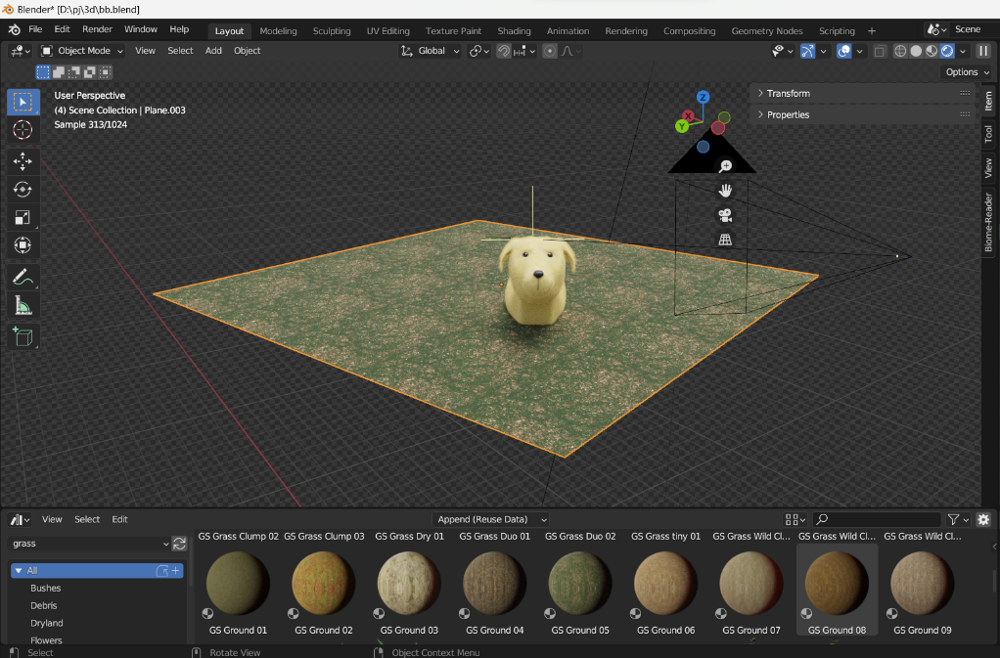 Blender* [D:\pj\3d\bb.blend]
File Edit Render Window Help Layout Modeling Sculpting UV Editing Texture Paint Shading Animation Rendering Compositing Geometry Nodes Scripting + Scene
Object Mode View Select Add Object Global
Options
User Perspective
(4) Scene Collection | Plane.003
Sample 313/1024
Transform
Properties
Item
Tool
View
Biome-Reader
Z
X
Y
View Select Edit Append (Reuse Data)
grass
All
Bushes
Debris
Dryland
Flowers
GS Grass Clump 02 GS Grass Clump 03 GS Grass Dry 01 GS Grass Duo 01 GS Grass Duo 02 GS Grass tiny 01 GS Grass Wild Cl... GS Grass Wild Cl... GS Grass Wild Cl...
GS Ground 01 GS Ground 02 GS Ground 03 GS Ground 04 GS Ground 05 GS Ground 06 GS Ground 07 GS Ground 08 GS Ground 09
Select Rotate View Object Context Menu